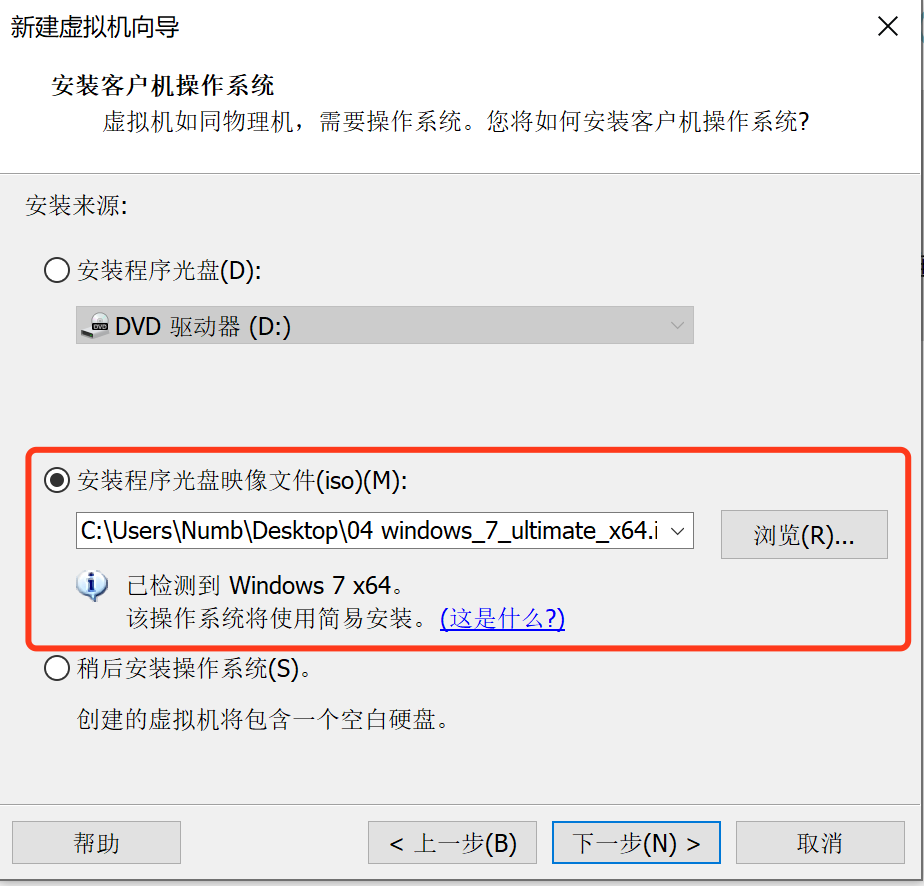 新建虚拟机向导
安装客户机操作系统
虚拟机如同物理机，需要操作系统。您将如何安装客户机操作系统?
安装来源:
安装程序光盘(D):
DVD
DVD 驱动器 (D:)
安装程序光盘映像文件(iso)(M):
C:\Users\Numb\Desktop\04 windows_7_ultimate_x64.i
浏览(R)...
已检测到 Windows 7 x64。
该操作系统将使用简易安装。(这是什么?)
稍后安装操作系统(S)。
创建的虚拟机将包含一个空白硬盘。
帮助
< 上一步(B)
下一步(N) >
取消